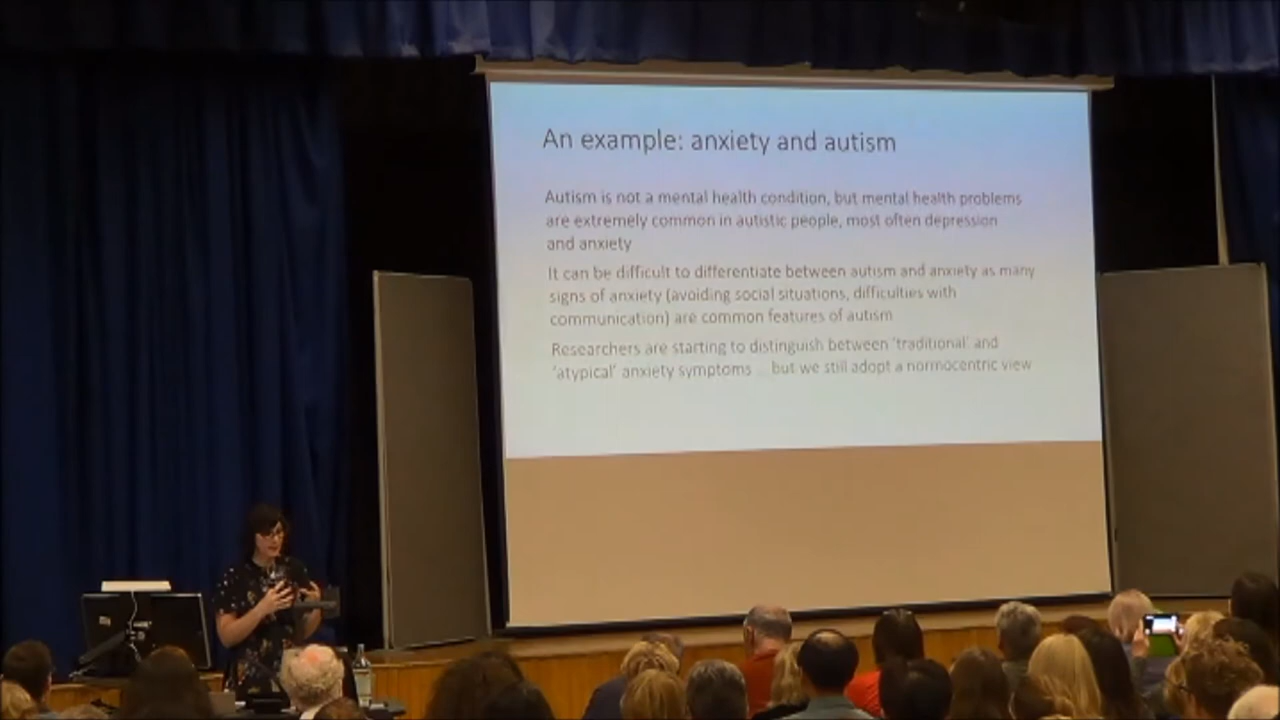 An example: anxiety and autism
Autism is not a mental health condition, but mental health problems
are extremely common in autistic people, most often depression
and anxiety
It can be difficult to differentiate between autism and anxiety as many
signs of anxiety (avoiding social situations, difficulties with
communication) are common features of autism
Researchers are starting to distinguish between 'traditional' and
'atypical' anxiety symptoms ... but we still adopt a normocentric view